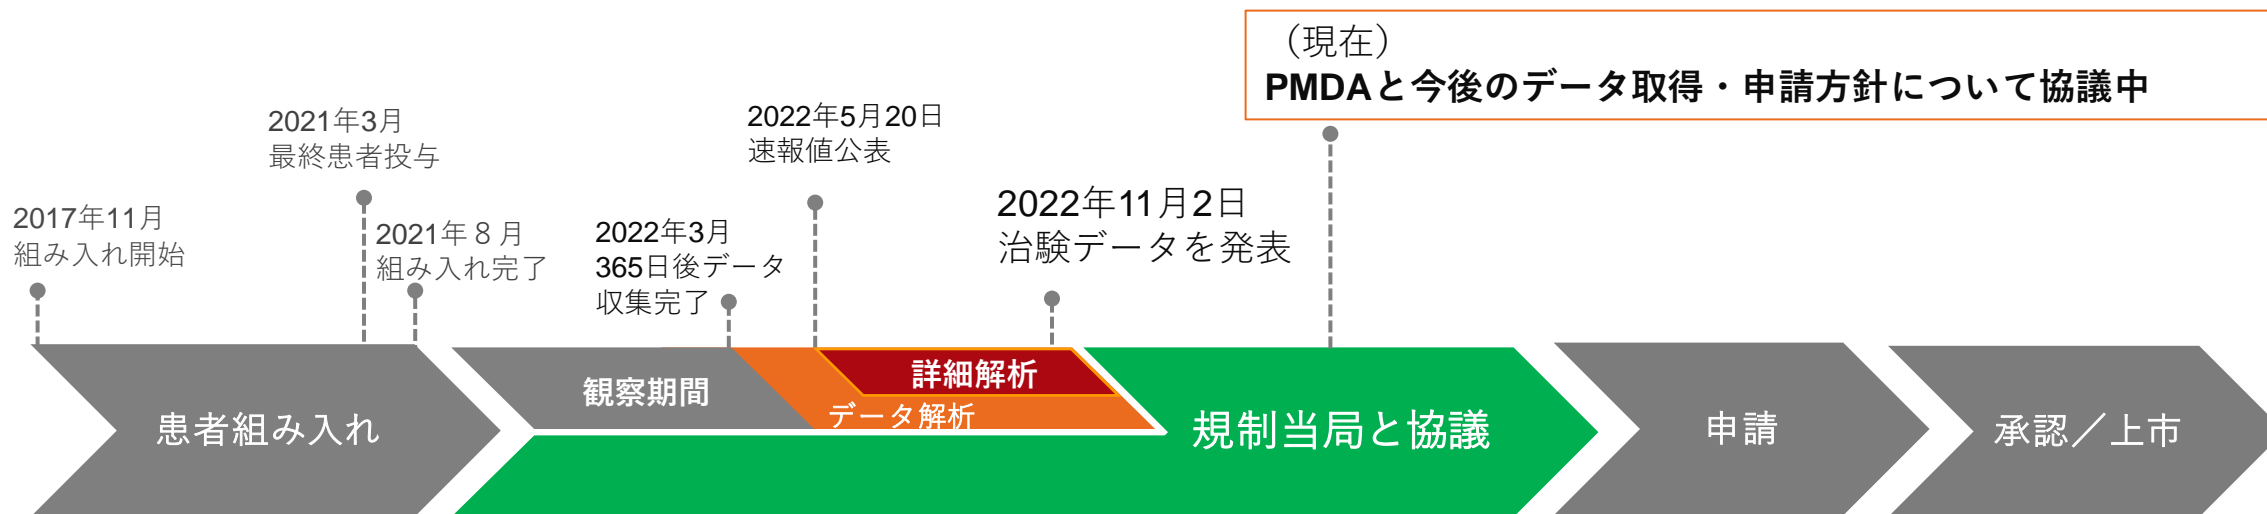 （現在）
PMDAと今後のデータ取得・申請方針について協議中
2017年11月
組み入れ開始
2021年3月
最終患者投与
2021年８月
組み入れ完了
2022年3月
365日後データ
収集完了
2022年5月20日
速報値公表
2022年11月2日
治験データを発表
患者組み入れ
観察期間
詳細解析
データ解析
規制当局と協議
申請
承認／上市